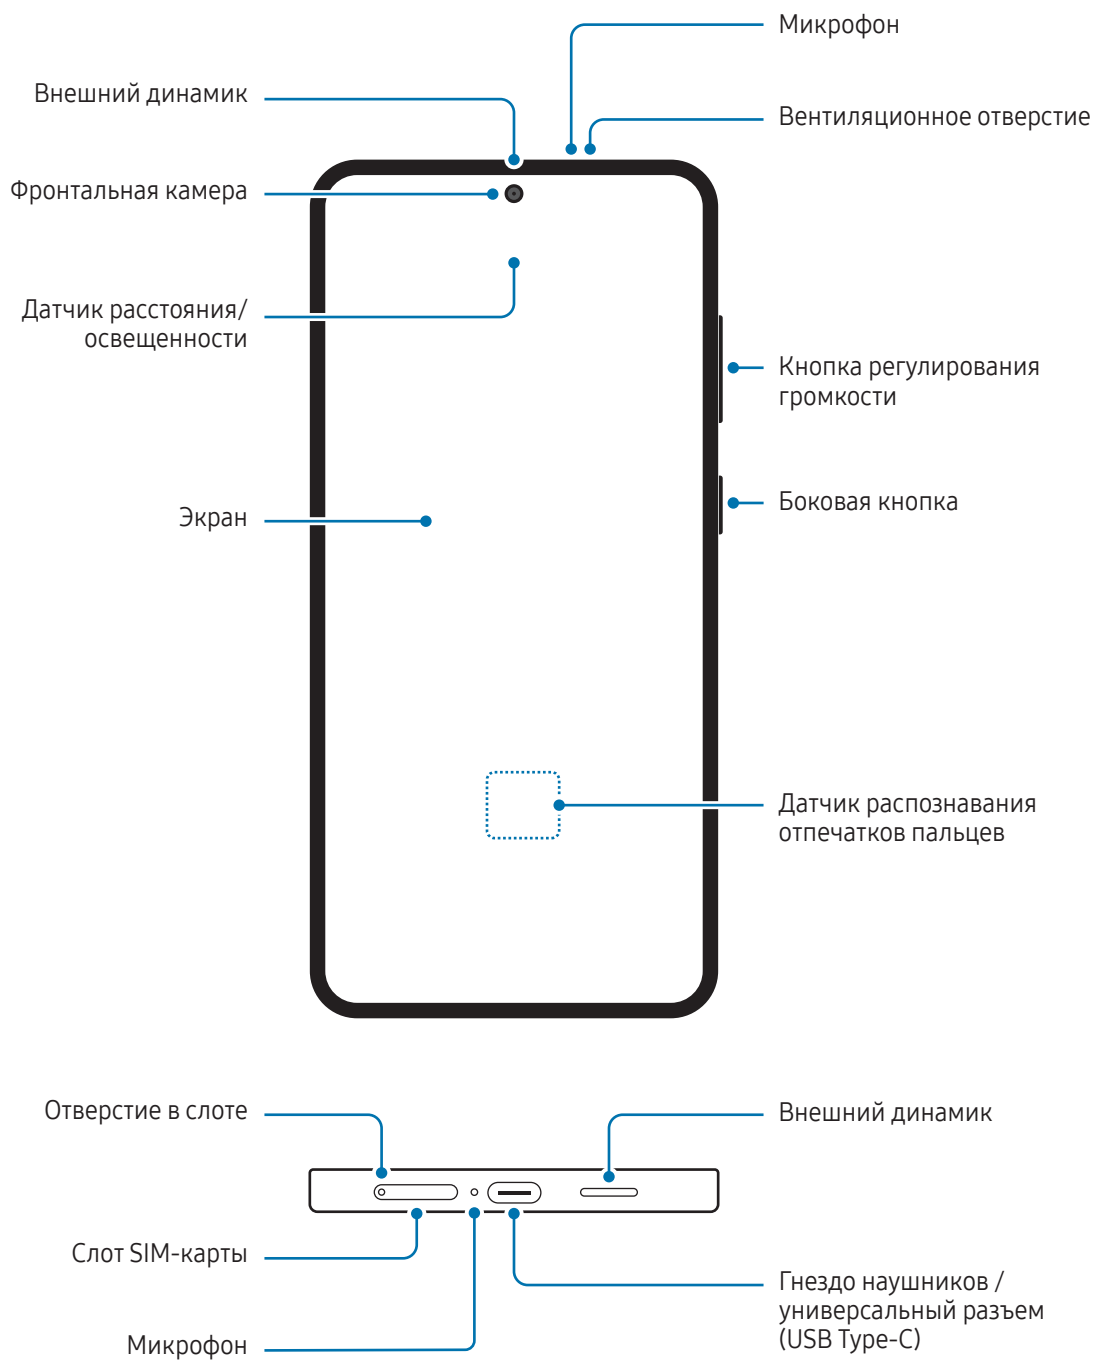 Микрофон
Внешний динамик
Вентиляционное отверстие
Фронтальная камера
Датчик расстояния/
освещенности
Кнопка регулирования
громкости
Боковая кнопка
Экран
Датчик распознавания
отпечатков пальцев
Отверстие в слоте
Внешний динамик
Слот SIM-карты
Гнездо наушников /
универсальный разъем
(USB Type-C)
Микрофон